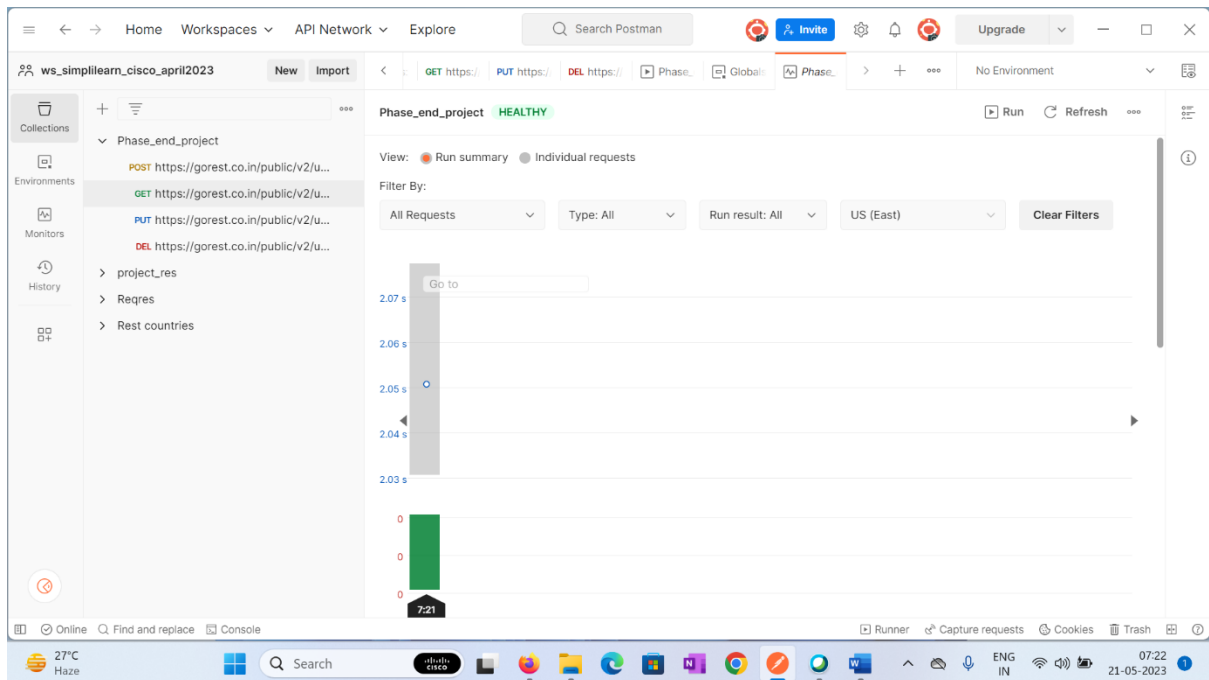 Home Workspaces API Network Explore Search Postman Invite Upgrade
ws_simplilearn_cisco_april2023 New Import GET https:/ PUT https:/ DEL https:// Phase_ Globals Phase_ No Environment
Collections
Environments
Monitors
History
Phase_end_project
POST https://gorest.co.in/public/v2/u...
GET https://gorest.co.in/public/v2/u...
PUT https://gorest.co.in/public/v2/u...
DEL https://gorest.co.in/public/v2/u...
project_res
Reqres
Rest countries
Phase_end_project HEALTHY Run Refresh
View: Run summary Individual requests
Filter By:
All Requests Type: All Run result: All US (East) Clear Filters
Go to
2.07 s
2.06 s
2.05 s
2.04 s
2.03 s
0
0
0
7:21
Online Find and replace Console Runner Capture requests Cookies Trash
27°C
Haze
Search
cisco
ENG
IN
07:22
21-05-2023
1